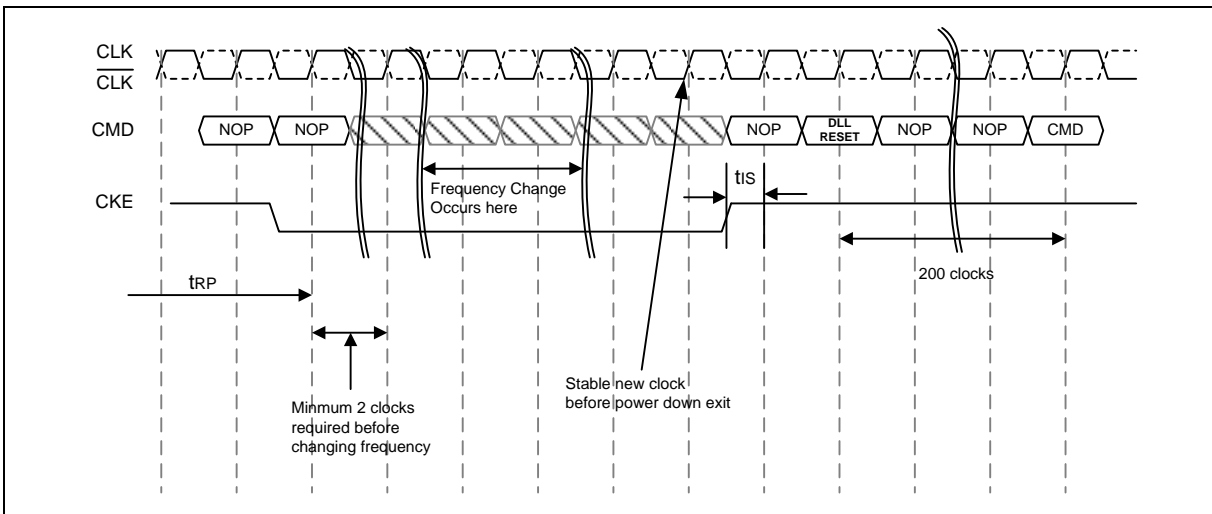 CLK
CLK
CMD
NOP
NOP
NOP
DLL
RESET
NOP
NOP
CMD
Frequency Change
Occurs here
tIS
CKE
200 clocks
tRP
Stable new clock
before power down exit
Minmum 2 clocks
required before
changing frequency